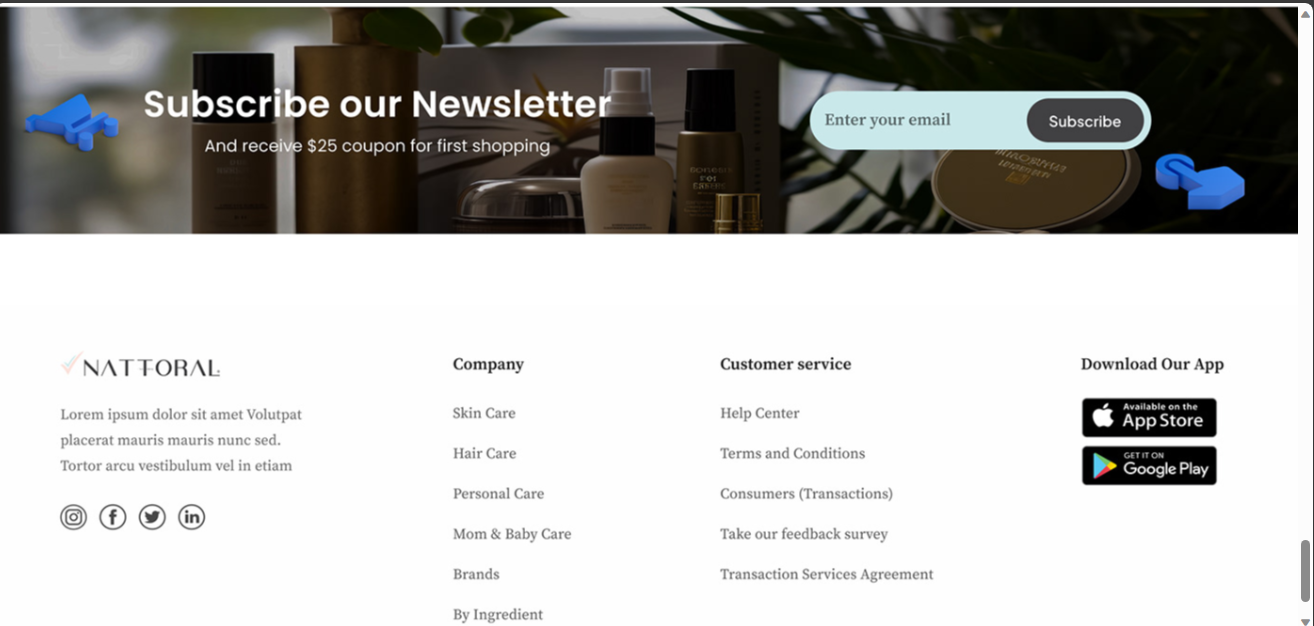 Subscribe our Newsletter
And receive $25 coupon for first shopping
Enter your email
Subscribe
NATTORAL
Lorem ipsum dolor sit amet Volutpat
placerat mauris mauris nunc sed.
Tortor arcu vestibulum vel in etiam
Company
Skin Care
Hair Care
Personal Care
Mom & Baby Care
Brands
By Ingredient
Customer service
Help Center
Terms and Conditions
Consumers (Transactions)
Take our feedback survey
Transaction Services Agreement
Download Our App
Available on the
App Store
GET IT ON
Google Play